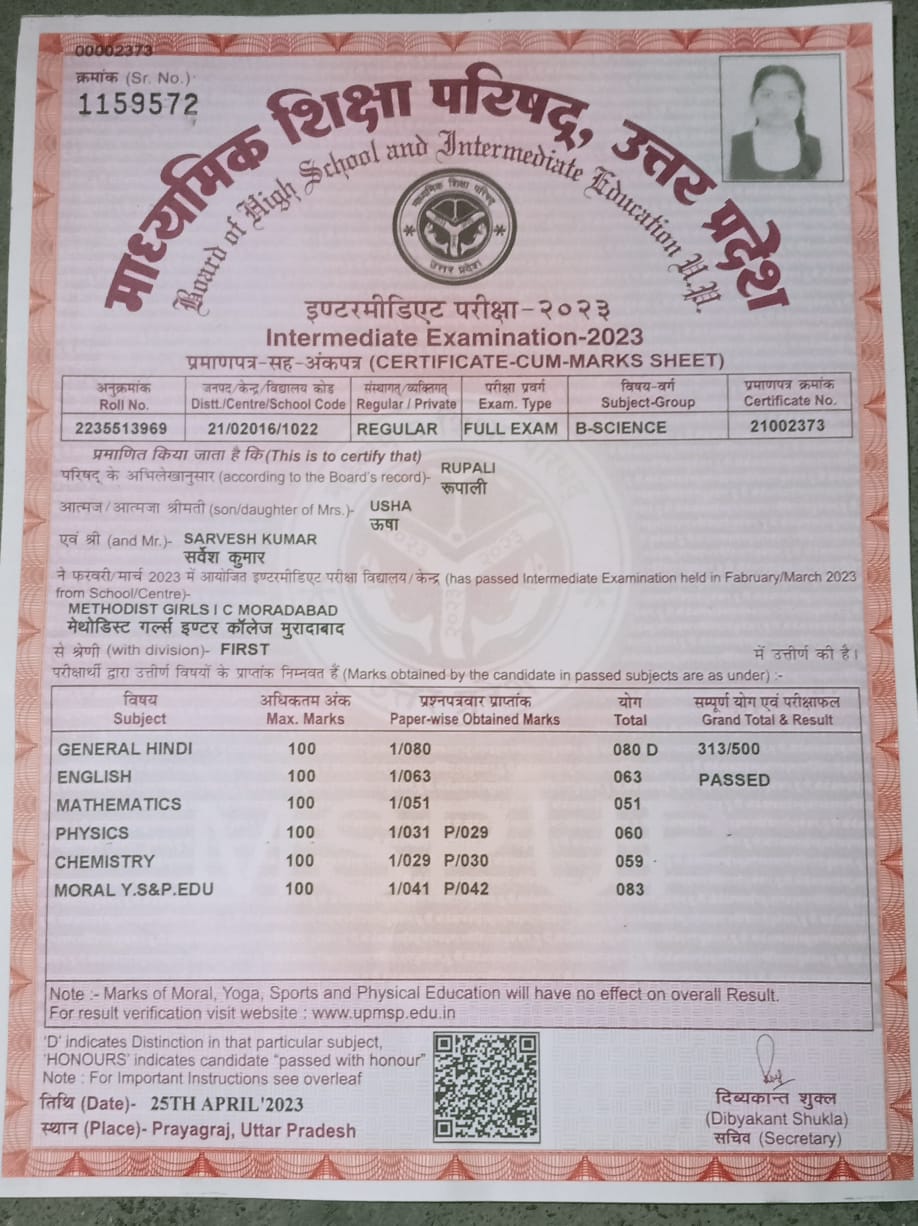 00002373
क्रमांक (Sr. No.)
1159572
माध्यमिक शिक्षा परिषद्, उत्तर प्रदेश
Board of High School and Intermediate Education U.P.
माध्यमिक शिक्षा परिषद्
उत्तर प्रदेश
इण्टरमीडिएट परीक्षा-२०२३
Intermediate Examination-2023
प्रमाणपत्र-सह-अंकपत्र (CERTIFICATE-CUM-MARKS SHEET)
अनुक्रमांक जनपद/केन्द्र/विद्यालय कोड संस्थागत्/व्यक्तिगत् परीक्षा प्रवर्ग विषय-वर्ग प्रमाणपत्र क्रमांक
Roll No. Distt./Centre/School Code Regular / Private Exam. Type Subject-Group Certificate No.
2235513969 21/02016/1022 REGULAR FULL EXAM B-SCIENCE 21002373
प्रमाणित किया जाता है कि (This is to certify that)
परिषद् के अभिलेखानुसार (according to the Board's record)- RUPALI
रूपाली
आत्मज/आत्मजा श्रीमती (son/daughter of Mrs.)- USHA
ऊषा
एवं श्री (and Mr.)- SARVESH KUMAR
सर्वेश कुमार
ने फरवरी/मार्च 2023 में आयोजित इण्टरमीडिएट परीक्षा विद्यालय/केन्द्र (has passed Intermediate Examination held in Fabruary/March 2023
from School/Centre)-
METHODIST GIRLS I C MORADABAD
मेथोडिस्ट गर्ल्स इण्टर कॉलेज मुरादाबाद
से श्रेणी (with division)- FIRST में उत्तीर्ण की है।
परीक्षार्थी द्वारा उत्तीर्ण विषयों के प्राप्तांक निम्नवत हैं (Marks obtained by the candidate in passed subjects are as under) :-
विषय अधिकतम अंक प्रश्नपत्रवार प्राप्तांक योग सम्पूर्ण योग एवं परीक्षाफल
Subject Max. Marks Paper-wise Obtained Marks Total Grand Total & Result
GENERAL HINDI 100 1/080 080 D 313/500
ENGLISH 100 1/063 063 PASSED
MATHEMATICS 100 1/051 051
PHYSICS 100 1/031 P/029 060
CHEMISTRY 100 1/029 P/030 059
MORAL Y.S&P.EDU 100 1/041 P/042 083
MSPUP
Note :- Marks of Moral, Yoga, Sports and Physical Education will have no effect on overall Result.
For result verification visit website : www.upmsp.edu.in
'D' indicates Distinction in that particular subject,
'HONOURS' indicates candidate "passed with honour"
Note : For Important Instructions see overleaf
तिथि (Date)- 25TH APRIL'2023
स्थान (Place)- Prayagraj, Uttar Pradesh
दिब्यकान्त शुक्ल
(Dibyakant Shukla)
सचिव (Secretary)